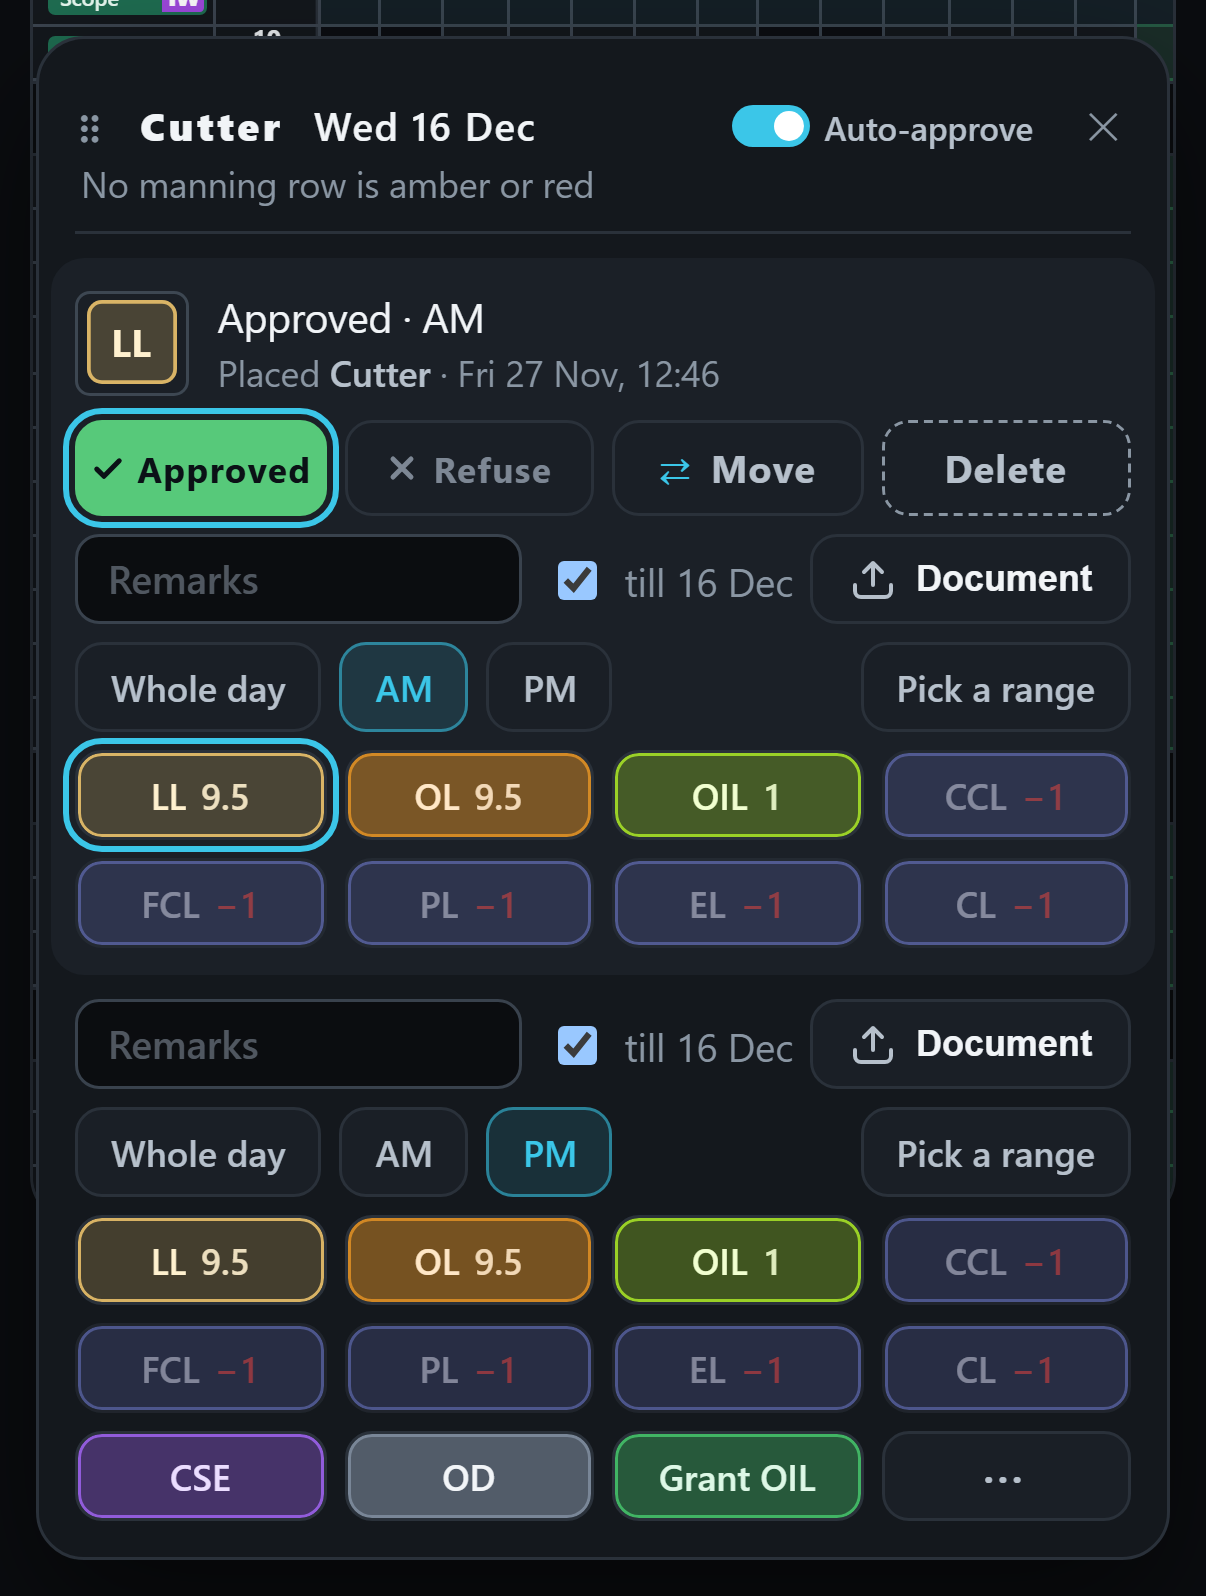 Scope IW
Cutter Wed 16 Dec Auto-approve
No manning row is amber or red
LL Approved · AM
Placed Cutter · Fri 27 Nov, 12:46
Approved Refuse Move Delete
Remarks till 16 Dec Document
Whole day AM PM Pick a range
LL 9.5 OL 9.5 OIL 1 CCL −1
FCL −1 PL −1 EL −1 CL −1
Remarks till 16 Dec Document
Whole day AM PM Pick a range
LL 9.5 OL 9.5 OIL 1 CCL −1
FCL −1 PL −1 EL −1 CL −1
CSE OD Grant OIL ...